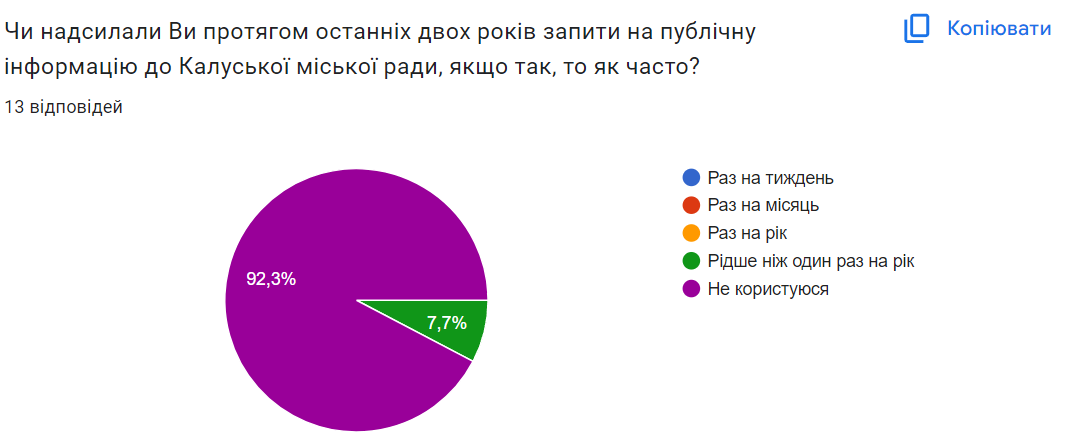 Чи надсилали Ви протягом останніх двох років запити на публічну
інформацію до Калуської міської ради, якщо так, то як часто?
Копіювати
13 відповідей
92,3%
7,7%
Раз на тиждень
Раз на місяць
Раз на рік
Рідше ніж один раз на рік
Не користуюся